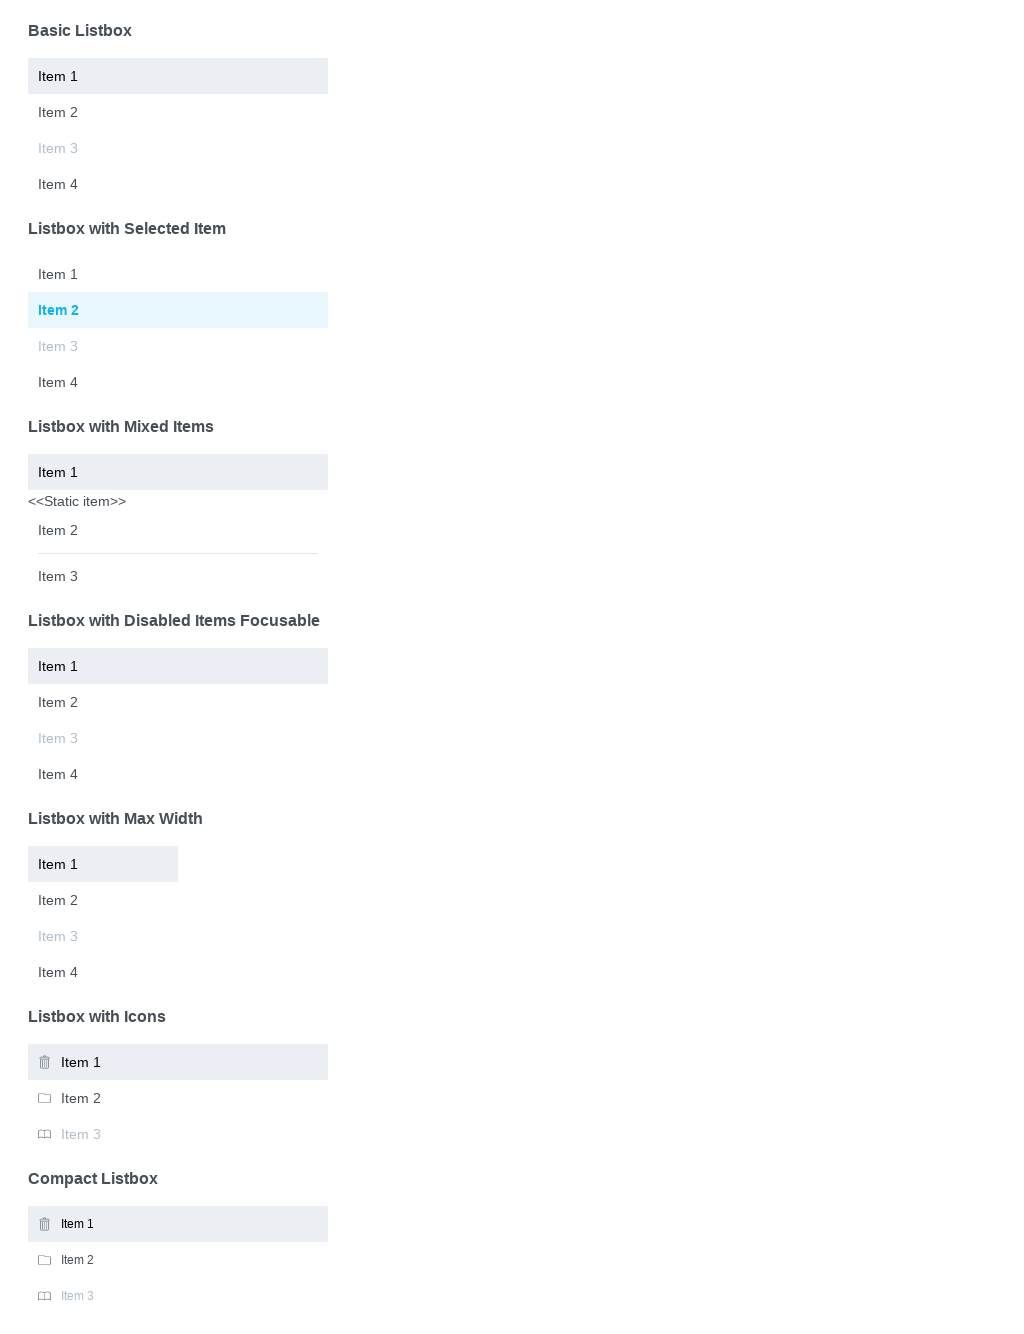 Basic Listbox
Item 1
Item 2
Item 3
Item 4
Listbox with Selected Item
Item 1
Item 2
Item 3
Item 4
Listbox with Mixed Items
Item 1
<<Static item>>
Item 2
Item 3
Listbox with Disabled Items Focusable
Item 1
Item 2
Item 3
Item 4
Listbox with Max Width
Item 1
Item 2
Item 3
Item 4
Listbox with Icons
Item 1
Item 2
Item 3
Compact Listbox
Item 1
Item 2
Item 3